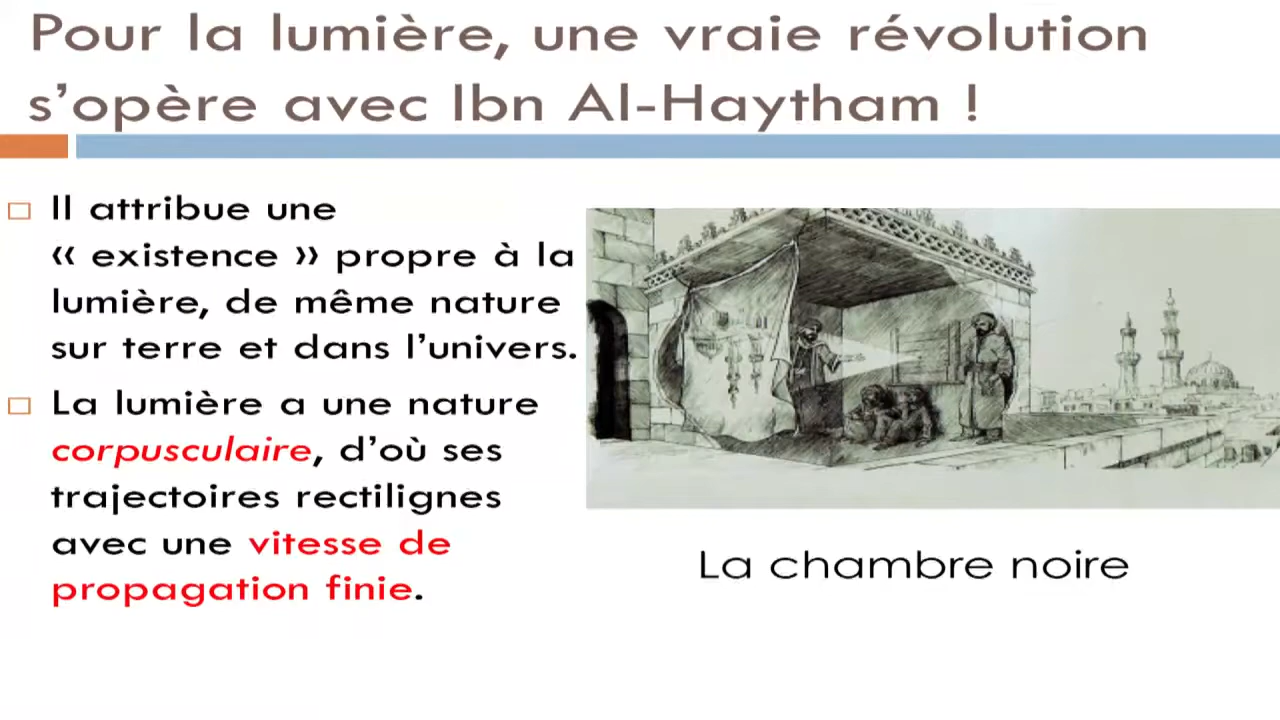 Pour la lumière, une vraie révolution
s’opère avec Ibn Al-Haytham !
Il attribue une
« existence » propre à la
lumière, de même nature
sur terre et dans l’univers.
La lumière a une nature
corpusculaire, d’où ses
trajectoires rectilignes
avec une vitesse de
propagation finie.
La chambre noire